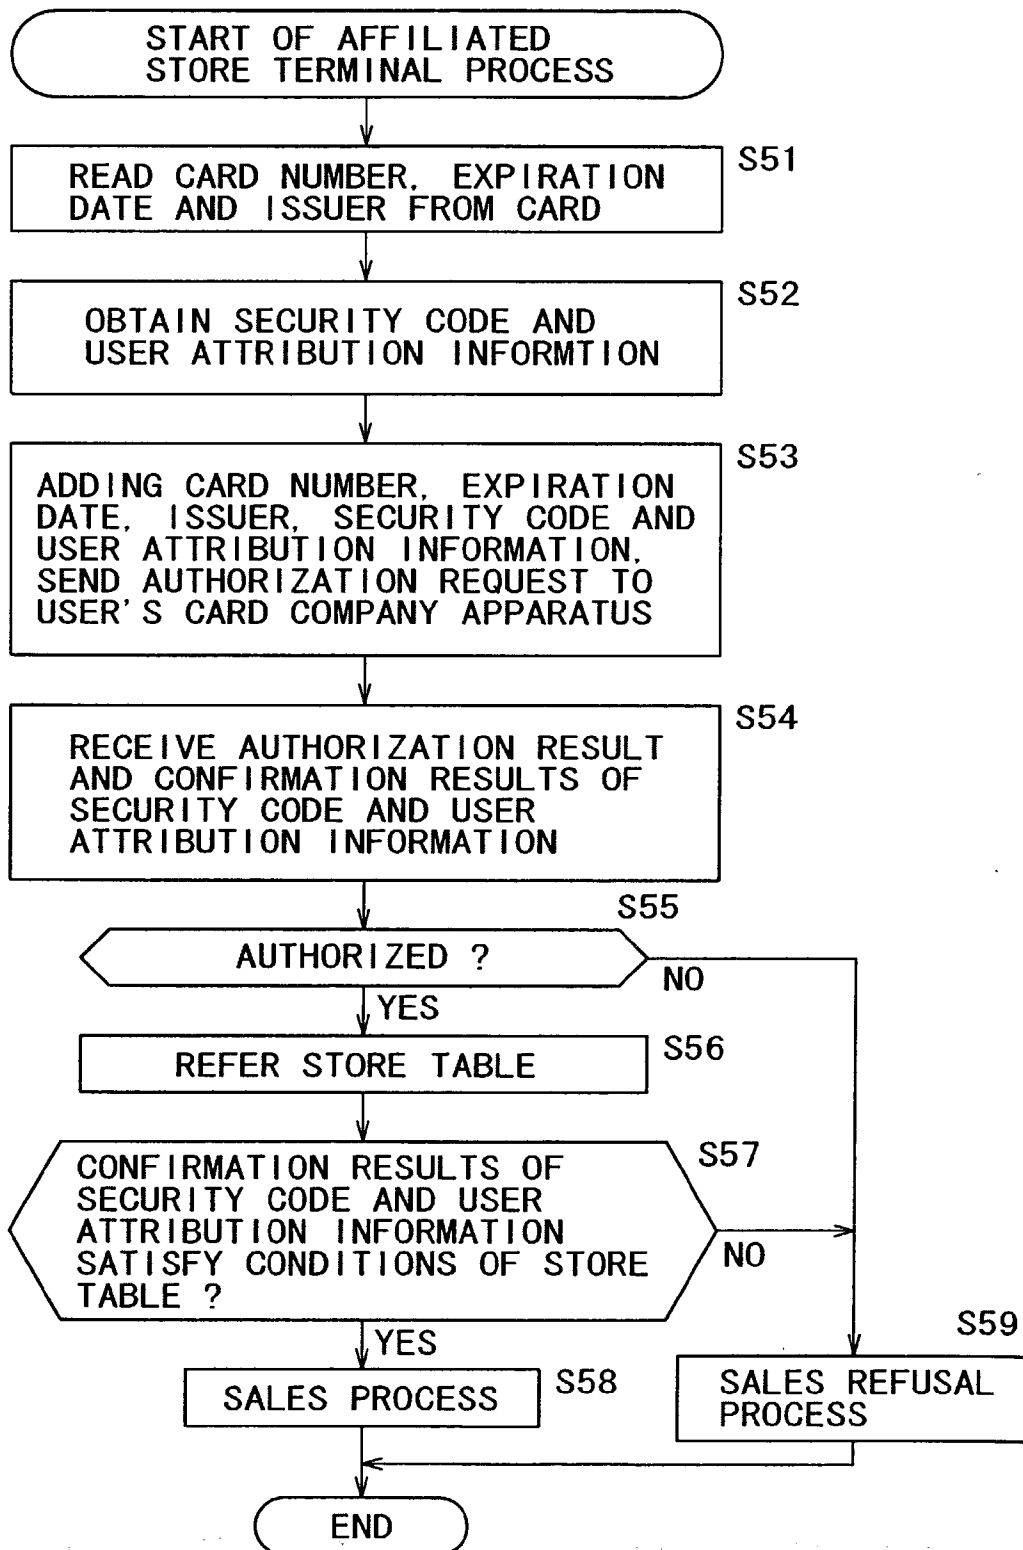 START OF AFFILIATED
STORE TERMINAL PROCESS
S51
READ CARD NUMBER, EXPIRATION
DATE AND ISSUER FROM CARD
S52
OBTAIN SECURITY CODE AND
USER ATTRIBUTION INFORMTION
S53
ADDING CARD NUMBER, EXPIRATION
DATE, ISSUER, SECURITY CODE AND
USER ATTRIBUTION INFORMATION,
SEND AUTHORIZATION REQUEST TO
USER'S CARD COMPANY APPARATUS
S54
RECEIVE AUTHORIZATION RESULT
AND CONFIRMATION RESULTS OF
SECURITY CODE AND USER
ATTRIBUTION INFORMATION
S55
AUTHORIZED ?
NO
YES
S56
REFER STORE TABLE
S57
CONFIRMATION RESULTS OF
SECURITY CODE AND USER
ATTRIBUTION INFORMATION
SATISFY CONDITIONS OF STORE
TABLE ?
NO
YES
S58
SALES PROCESS
S59
SALES REFUSAL
PROCESS
END